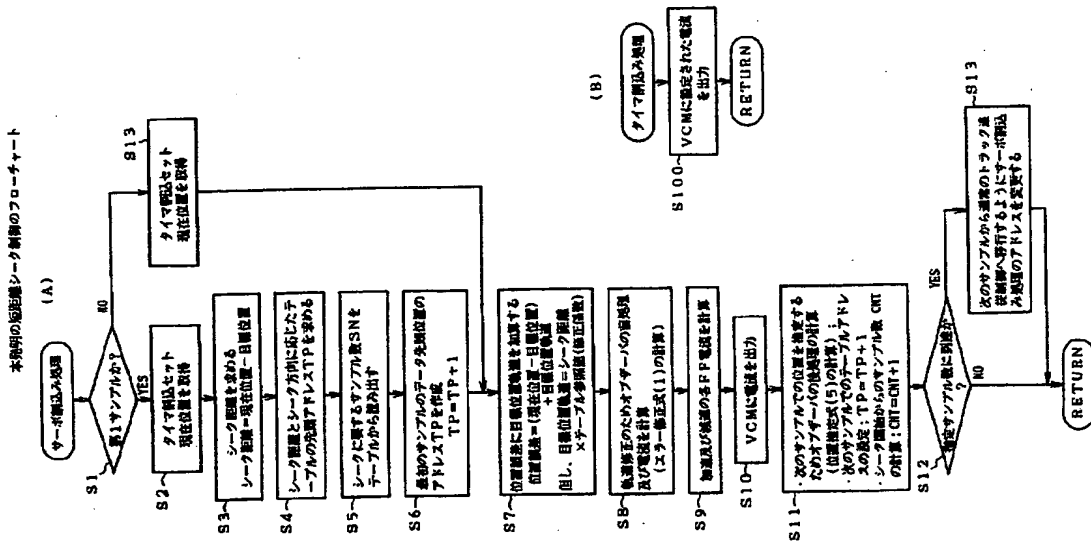 本発明の短距離シーク制御のフローチャート
(A)
サーボ割込み処理
S1
第1サンプルか?
NO
YES
S2
タイマ割込セット
現在位置を取得
S13
タイマ割込セット
現在位置を取得
S3
シーク距離を求める
シーク距離=現在位置-目標位置
S4
シーク距離とシーク方向に応じたテ
ーブルの先頭アドレスTPを求める
S5
シークに要するサンプル数SNを
テーブルから読み出す
S6
最初のサンプルのデータ先頭位置の
アドレスTPを作成
TP=TP+1
S7
位置誤差に目標位置軌道を加算する
位置誤差=(現在位置-目標位置)
+目標位置軌道
但し、目標位置軌道=シーク距離
×テーブル参照値(修正係数)
S8
軌道修正のためオブザーバの前処理
及び電流を計算
(エラー修正式(1)の計算)
S9
加速及び減速の各FF電流を計算
S10
VCMに電流を出力
S11
・次のサンプルでの位置を推定する
ためオブザーバの後処理の計算
(位置推定式(5)の計算);
・次のサンプルでのテーブルアドレ
スの設定;TP=TP+1
・シーク開始からのサンプル数CNT
の計算;CNT=CNT+1
S12
指定サンプル数に到達か
?
YES
NO
S13
次のサンプルから通常のトラック追
従制御へ移行するようにサーボ割込
み処理のアドレスを変更する
RETURN
(B)
タイマ割込み処理
S100
VCMに設定された電流
を出力
RETURN